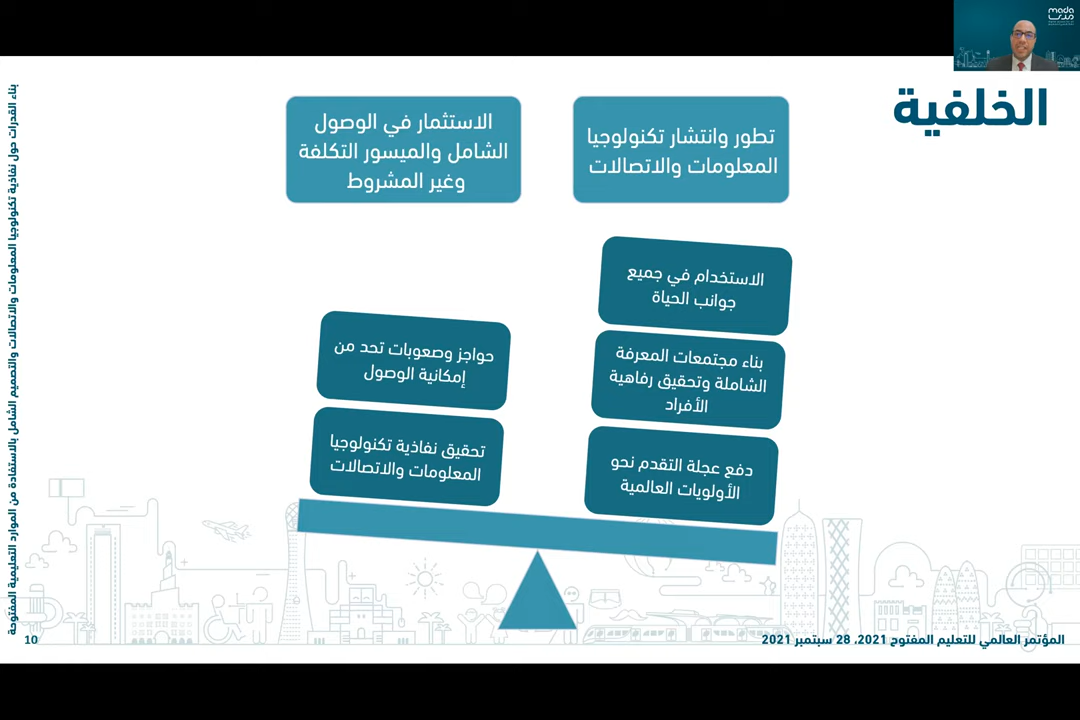 mada
مدى
الخلفية
تطور وانتشار تكنولوجيا
المعلومات والاتصالات
الاستثمار في الوصول
الشامل والميسور التكلفة
وغير المشروط
الاستخدام في جميع
جوانب الحياة
بناء مجتمعات المعرفة
الشاملة وتحقيق رفاهية
الأفراد
دفع عجلة التقدم نحو
الأولويات العالمية
حواجز وصعوبات تحد من
إمكانية الوصول
تحقيق نفاذية تكنولوجيا
المعلومات والاتصالات
بناء القدرات حول نفاذية تكنولوجيا المعلومات والاتصالات والتصميم الشامل بالاستفادة من الموارد التعليمية المفتوحة
المؤتمر العالمي للتعليم المفتوح 2021، 28 سبتمبر 2021
10